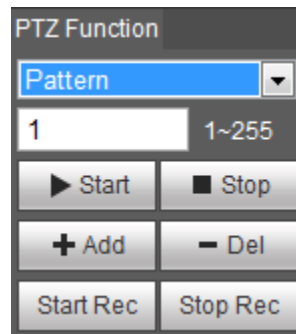 PTZ Function
Pattern
1 1~255
Start Stop
Add Del
Start Rec Stop Rec